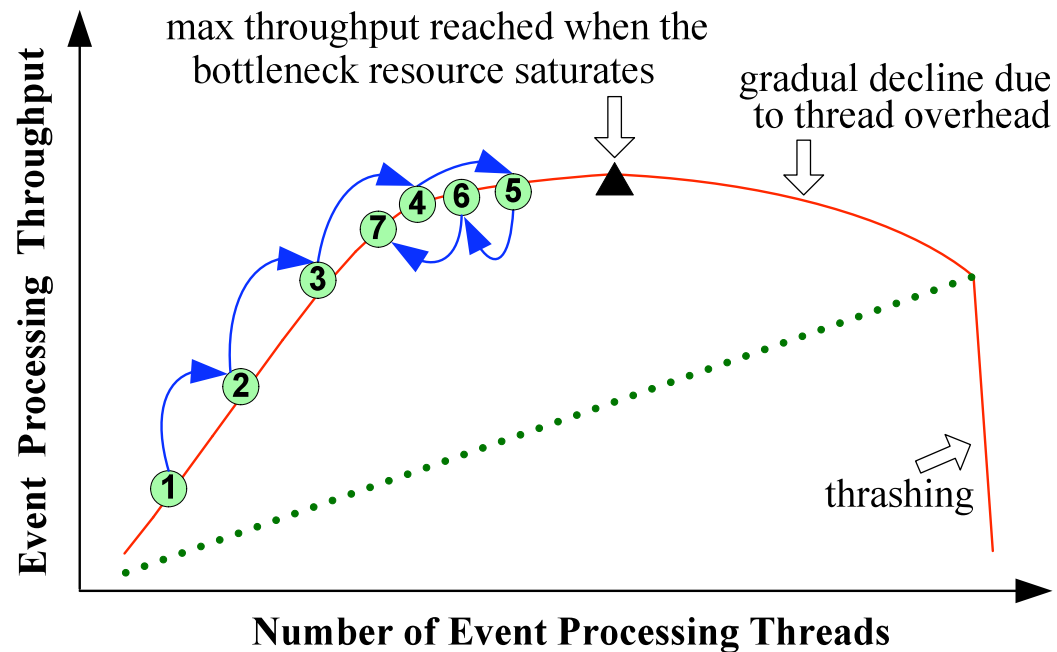 max throughput reached when the
bottleneck resource saturates
gradual decline due
to thread overhead
Event Processing Throughput
1
2
3
4
5
6
7
thrashing
Number of Event Processing Threads